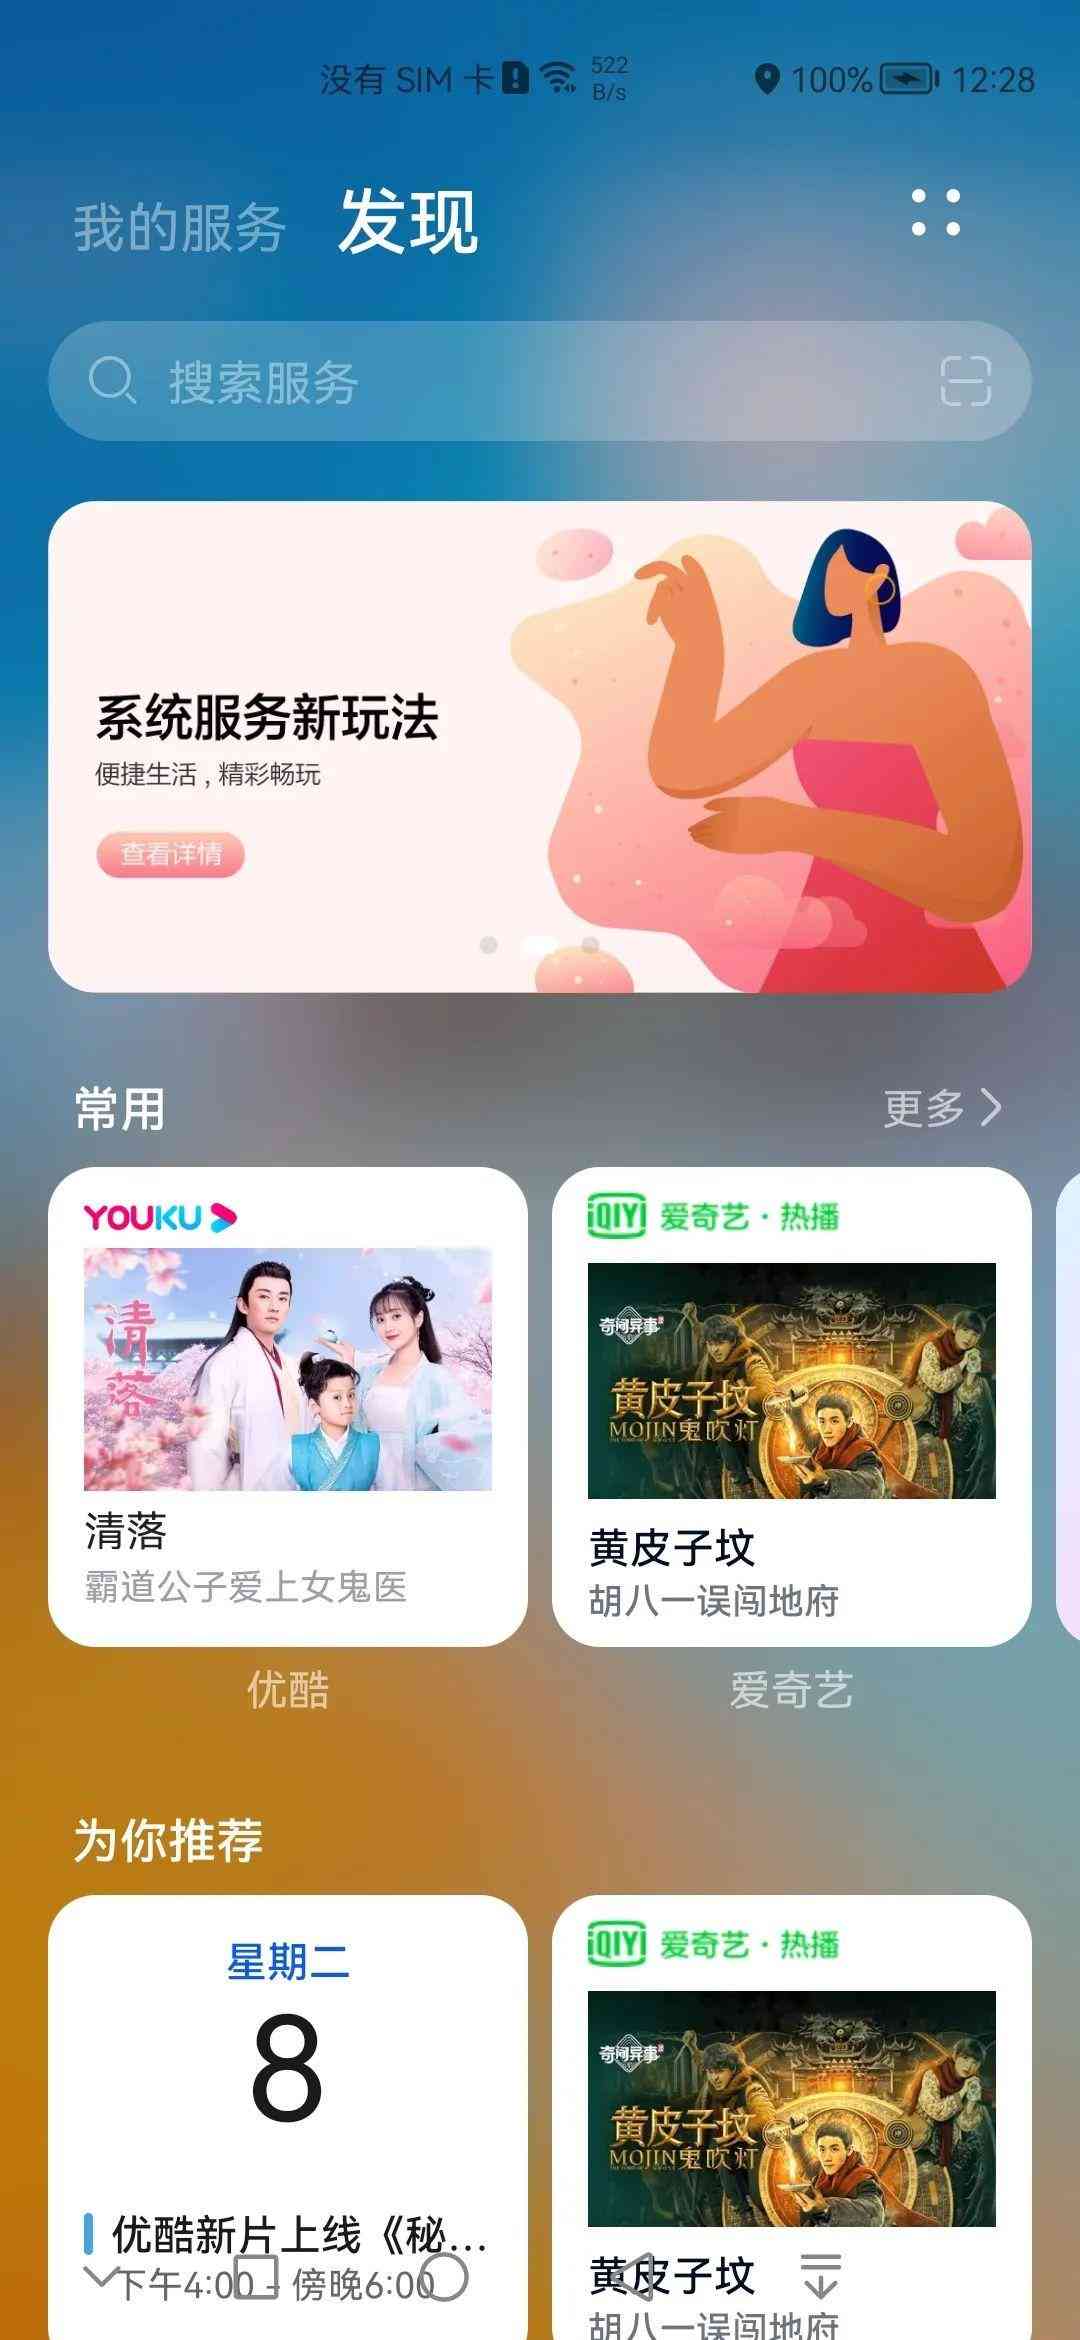 没有 SIM 卡 522 B/s 100% 12:28
我的服务 发现
搜索服务
系统服务新玩法
便捷生活 , 精彩畅玩
查看详情
常用 更多
YOUKU
清落
清落
霸道公子爱上女鬼医
优酷
iQIYI 爱奇艺·热播
奇闻异事
黄皮子坟
MOJIN鬼吹灯
黄皮子坟
胡八一误闯地府
爱奇艺
为你推荐
星期二
8
优酷新片上线《秘...
下午4:00 - 傍晚6:00
iQIYI 爱奇艺·热播
奇闻异事
黄皮子坟
MOJIN鬼吹灯
黄皮子坟
胡八一误闯地府